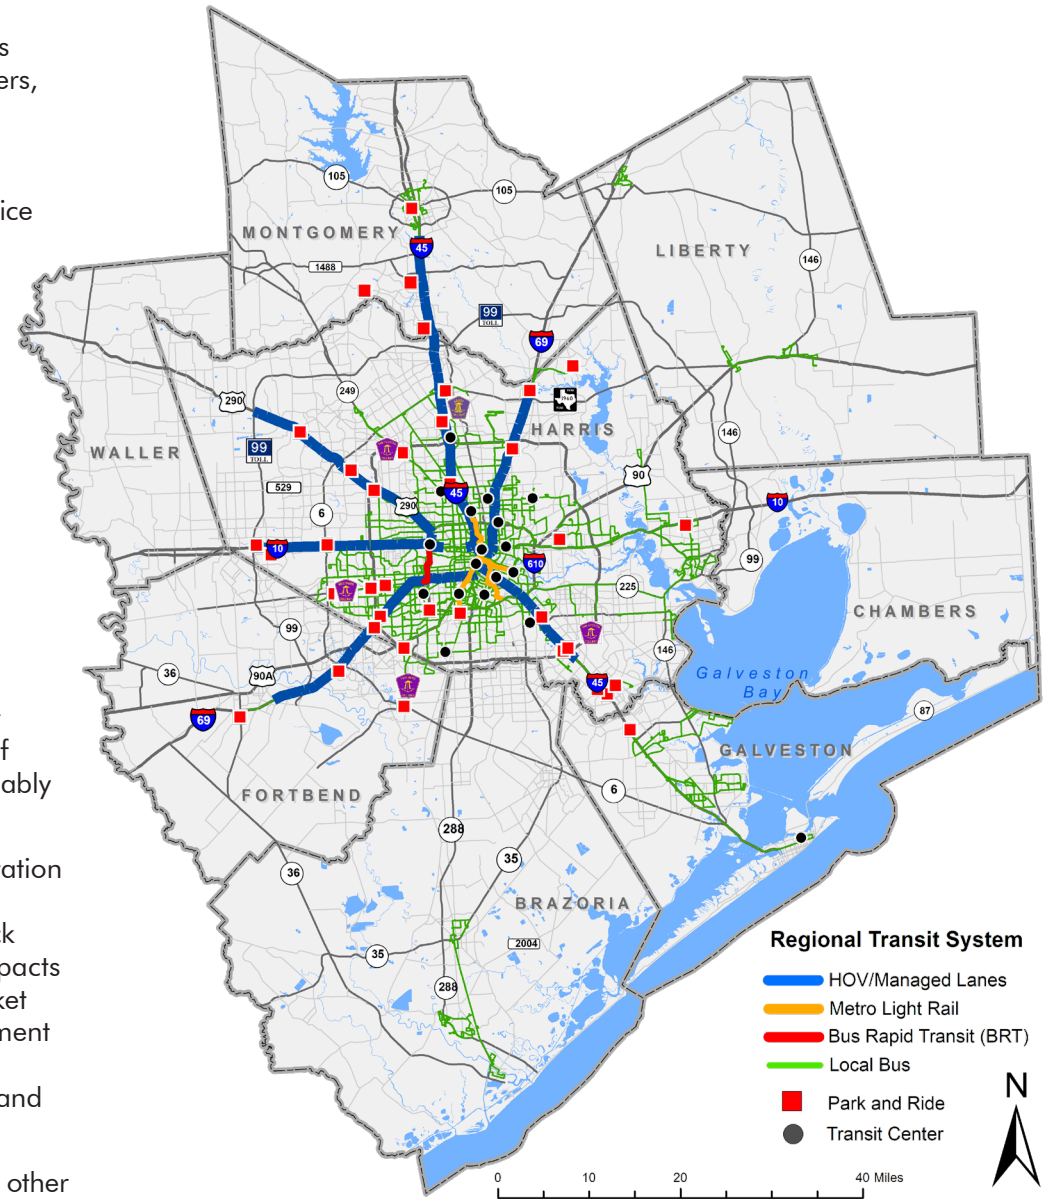 s
ers,
ice
f
ably
ration
ck
pacts
ket
ment
and
other
105
105
MONTGOMERY
45
LIBERTY
146
1488
99
TOLL
69
249
1960
290
HARRIS
146
WALLER
99
TOLL
90
529
45
10
290
6
10
610
99
225
CHAMBERS
99
146
36
90A
Galveston
Bay
45
69
87
GALVESTON
FORTBEND
6
288
35
36
BRAZORIA
2004
35
288
Regional Transit System
HOV/Managed Lanes
Metro Light Rail
Bus Rapid Transit (BRT)
Local Bus
Park and Ride
Transit Center
N
0 10 20 40 Miles